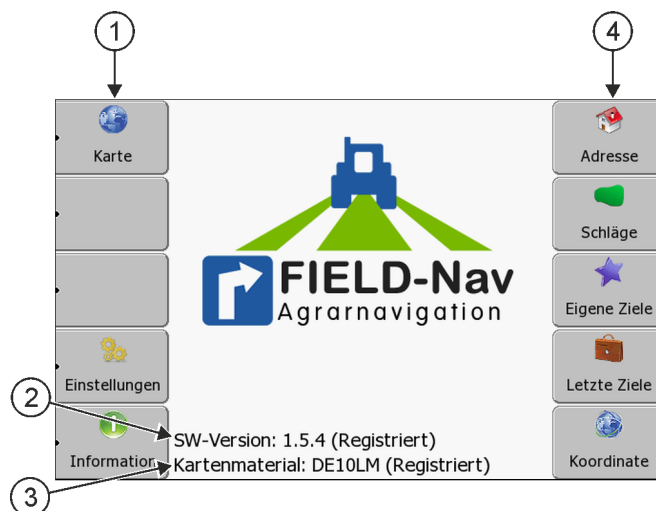 1
4
Karte
Einstellungen
Information
FIELD-Nav
Agrarnavigation
SW-Version: 1.5.4 (Registriert)
Kartenmaterial: DE10LM (Registriert)
Adresse
Schläge
Eigene Ziele
Letzte Ziele
Koordinate
2
3